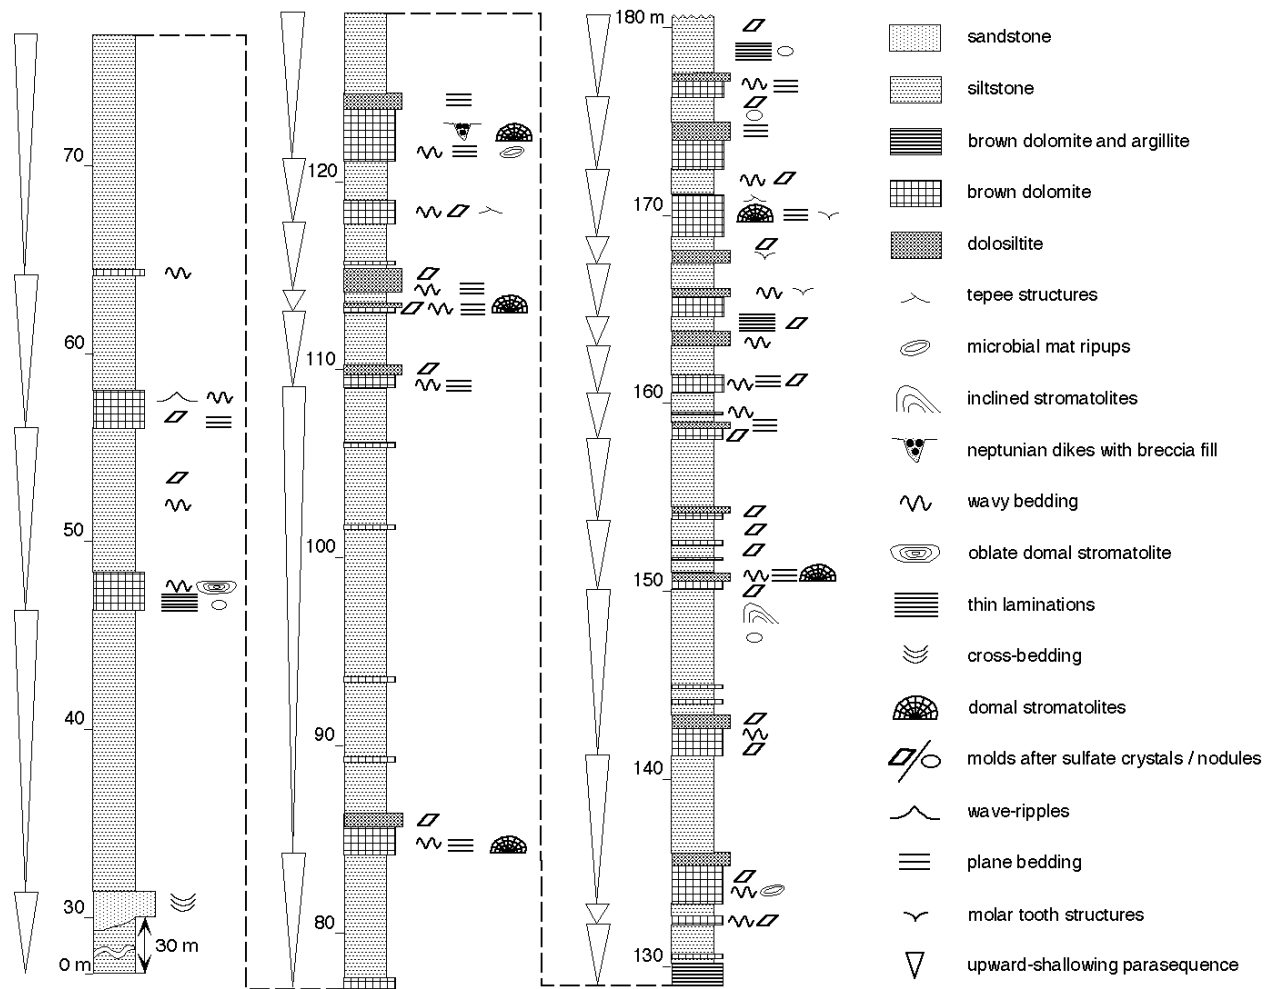 70
60
50
40
30
30 m
0 m
120
110
100
90
80
180 m
170
160
150
140
130
sandstone
siltstone
brown dolomite and argillite
brown dolomite
dolosiltite
tepee structures
microbial mat ripups
inclined stromatolites
neptunian dikes with breccia fill
wavy bedding
oblate domal stromatolite
thin laminations
cross-bedding
domal stromatolites
molds after sulfate crystals / nodules
wave-ripples
plane bedding
molar tooth structures
upward-shallowing parasequence